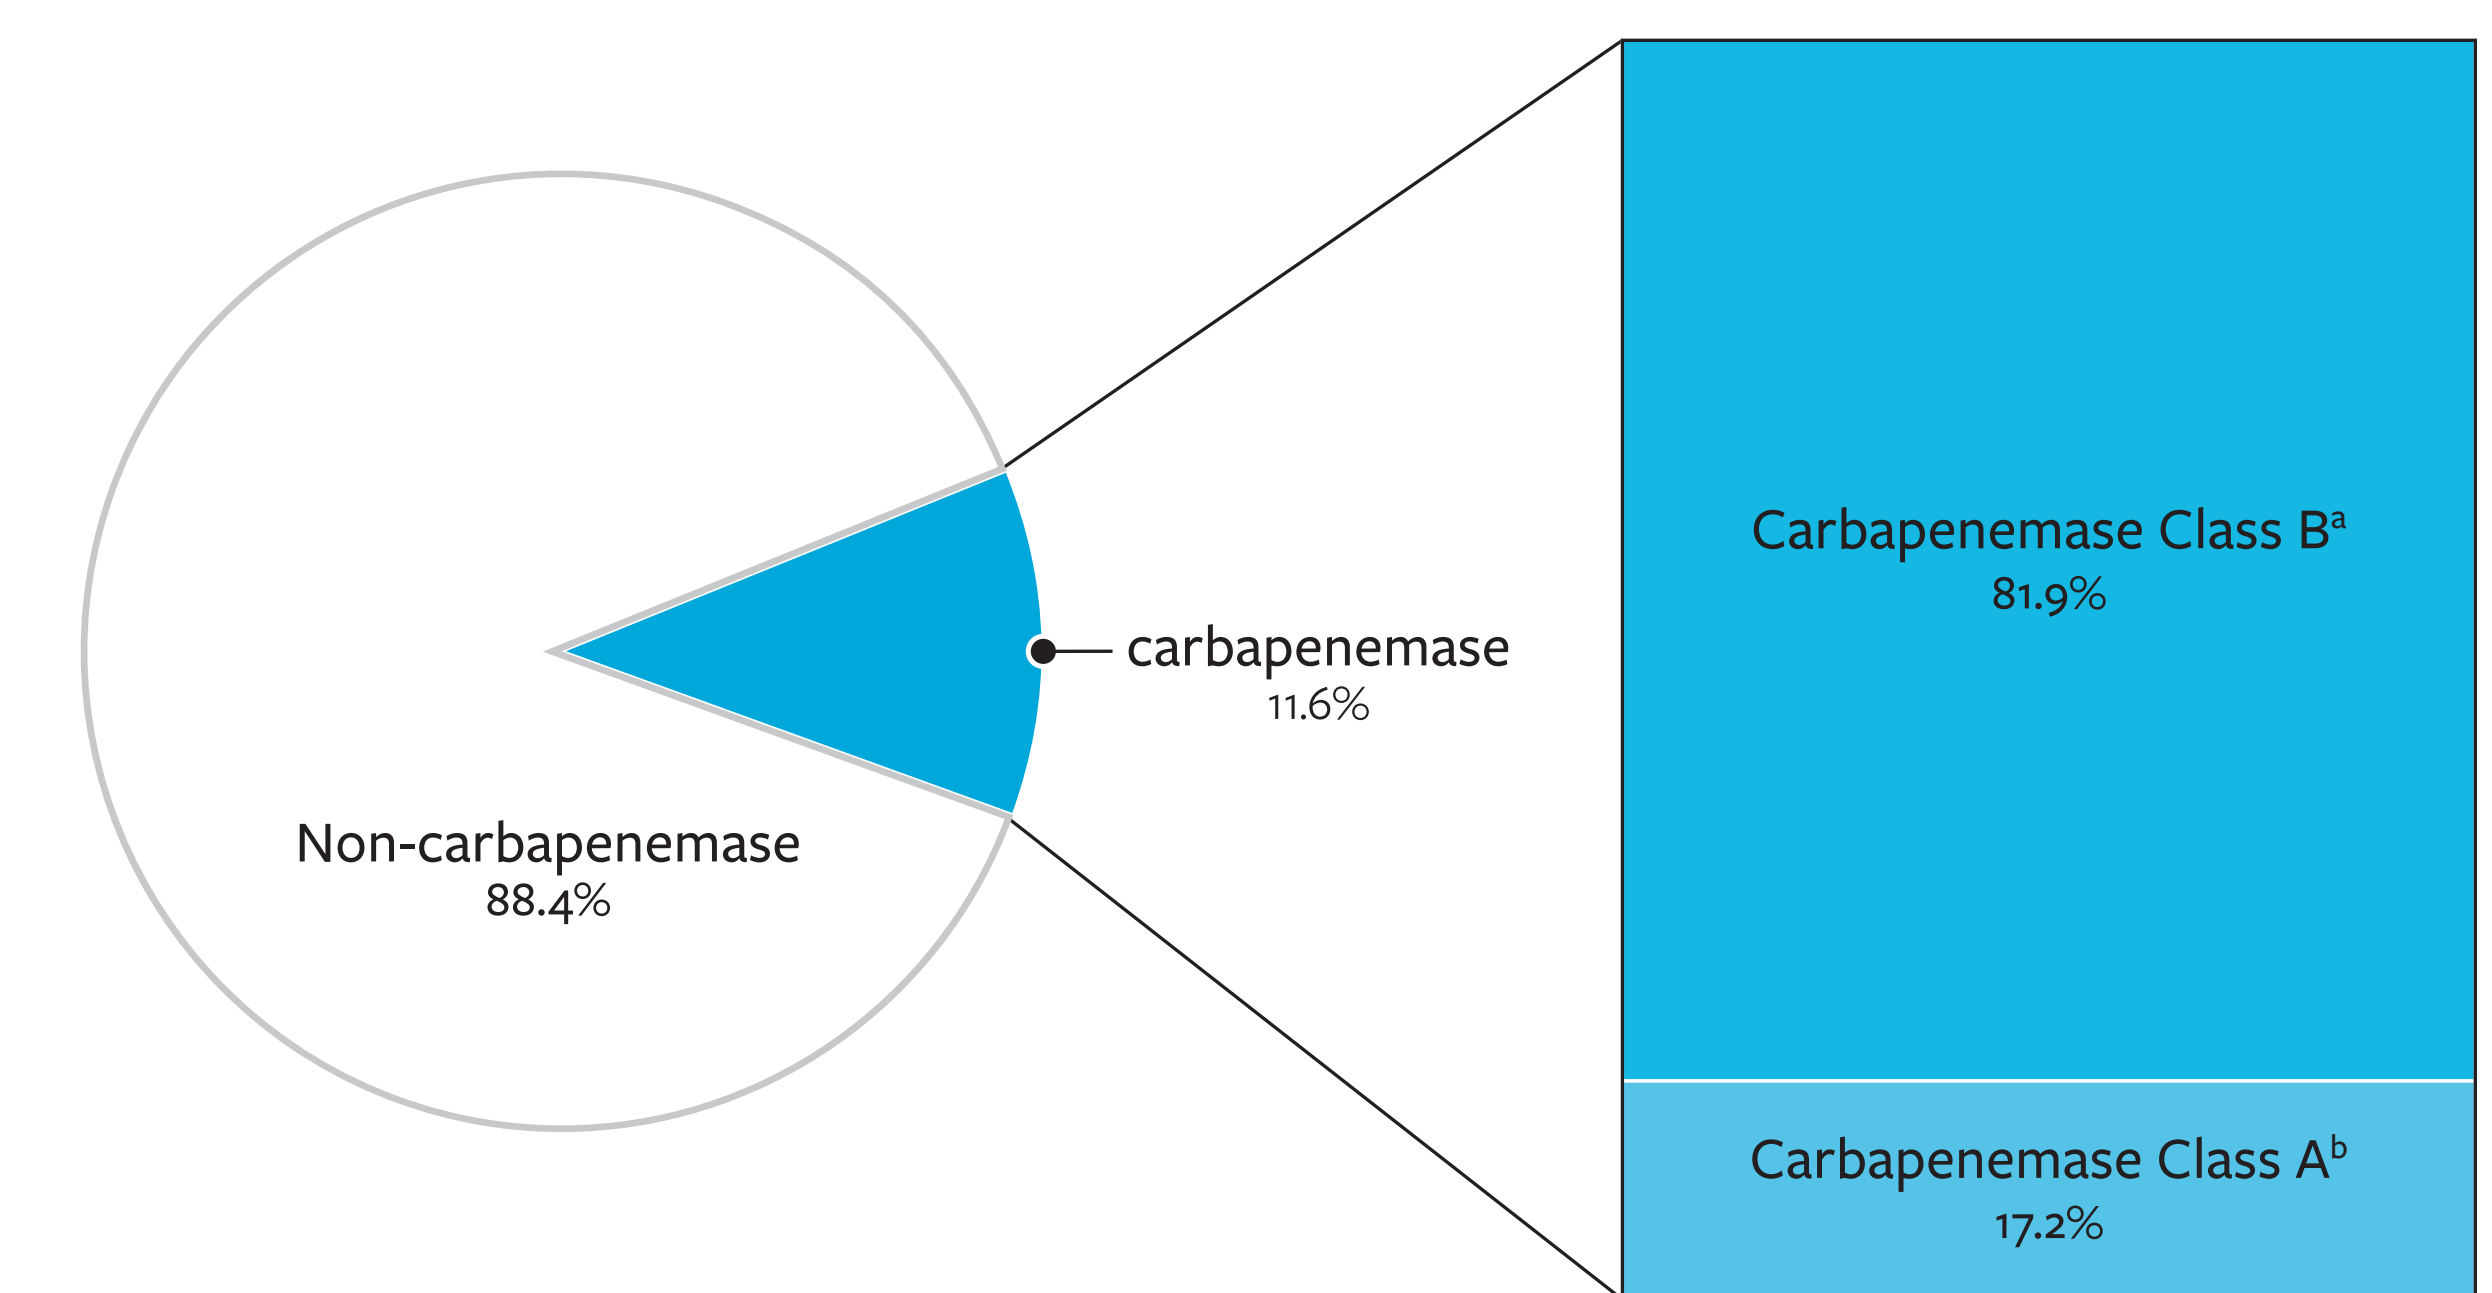 Carbapenemase Class Bᵃ
81.9%
carbapenemase
11.6%
Non-carbapenemase
88.4%
Carbapenemase Class Aᵇ
17.2%